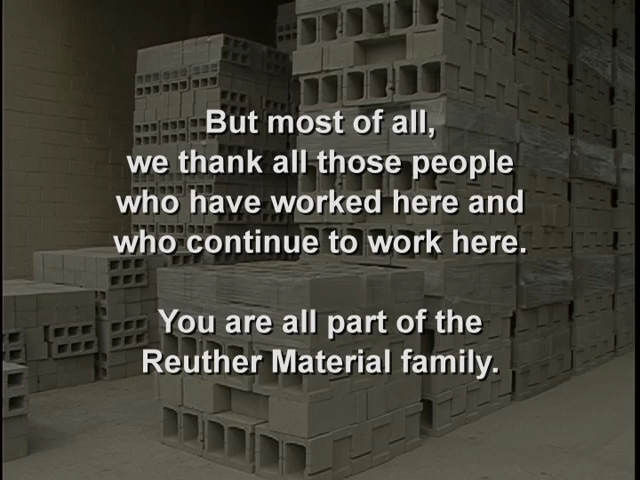 But most of all,
we thank all those people
who have worked here and
who continue to work here.
You are all part of the
Reuther Material family.